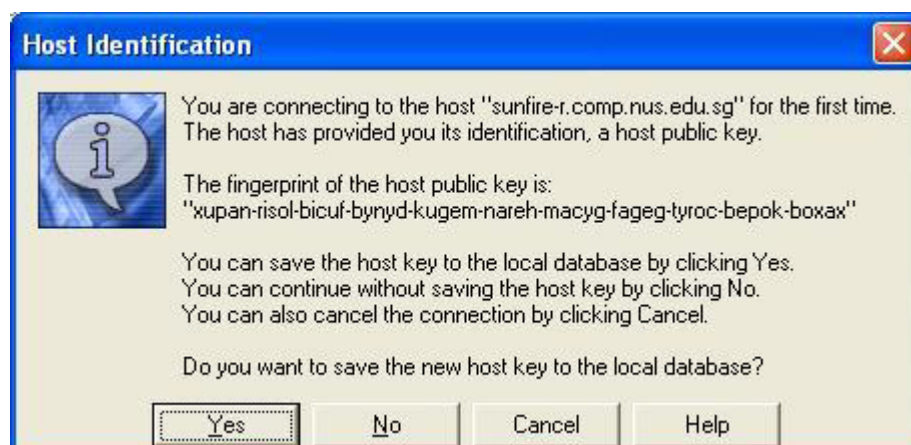 Host Identification
You are connecting to the host "sunfire-r.comp.nus.edu.sg" for the first time.
The host has provided you its identification, a host public key.
The fingerprint of the host public key is:
"xupan-risol-bicuf-bynyd-kugem-nareh-macyg-fageg-tyroc-bepok-boxax"
You can save the host key to the local database by clicking Yes.
You can continue without saving the host key by clicking No.
You can also cancel the connection by clicking Cancel.
Do you want to save the new host key to the local database?
Yes No Cancel Help